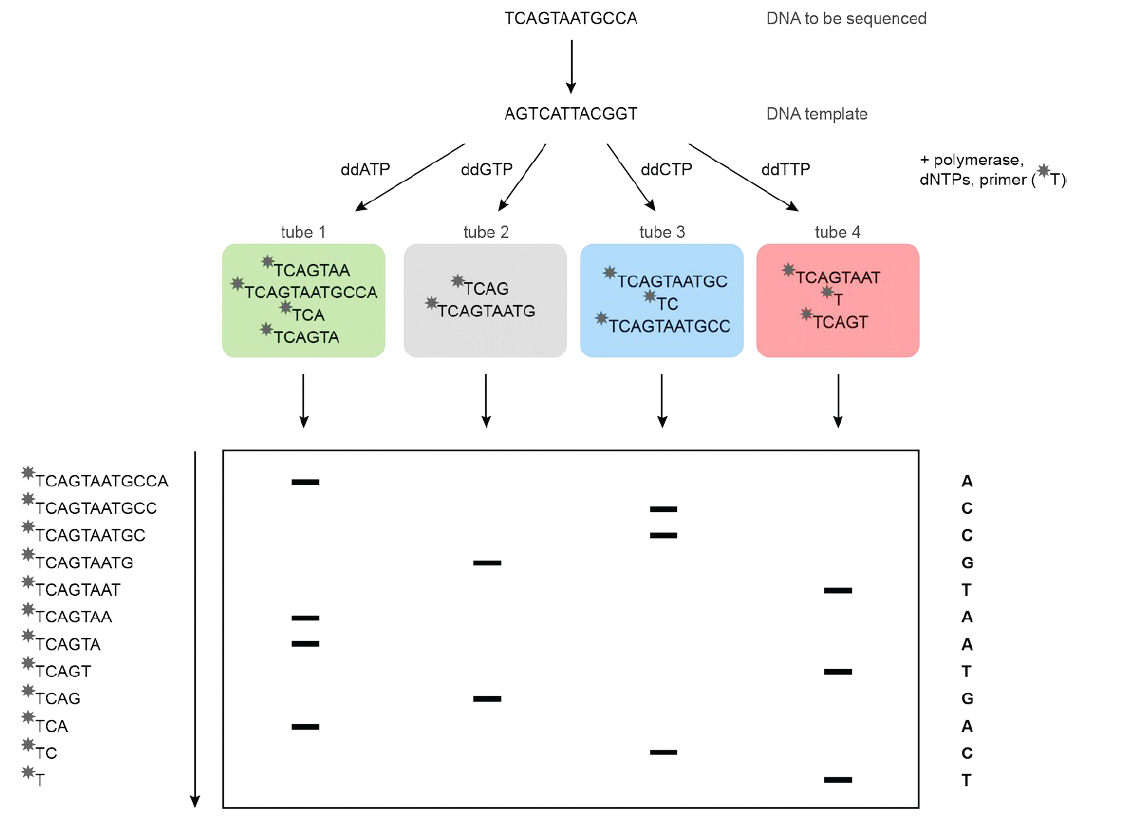 TCAGTAATGCCA DNA to be sequenced
AGTCATTACGGT DNA template
ddATP ddGTP ddCTP ddTTP
+ polymerase,
dNTPs, primer (T)
tube 1 tube 2 tube 3 tube 4
TCAGTAA
TCAGTAATGCCA
TCA
TCAGTA
TCAG
TCAGTAATG
TCAGTAATGC
TC
TCAGTAATGCC
TCAGTAAT
T
TCAGT
TCAGTAATGCCA A
TCAGTAATGCC C
TCAGTAATGC C
TCAGTAATG G
TCAGTAAT T
TCAGTAA A
TCAGTA A
TCAGT T
TCAG G
TCA A
TC C
T T